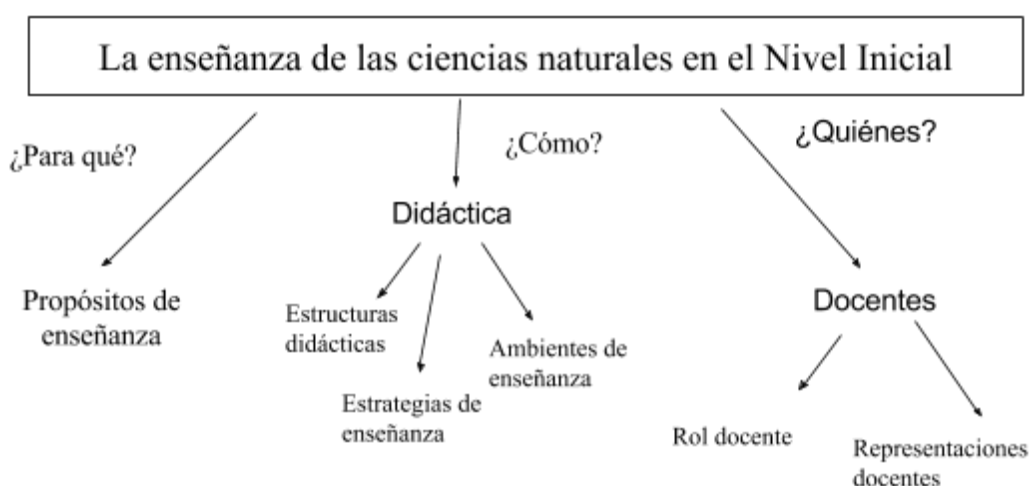 La enseñanza de las ciencias naturales en el Nivel Inicial
¿Para qué?
¿Cómo?
¿Quiénes?
Didáctica
Propósitos de
enseñanza
Docentes
Estructuras
didácticas
Ambientes de
enseñanza
Estrategias de
enseñanza
Rol docente
Representaciones
docentes